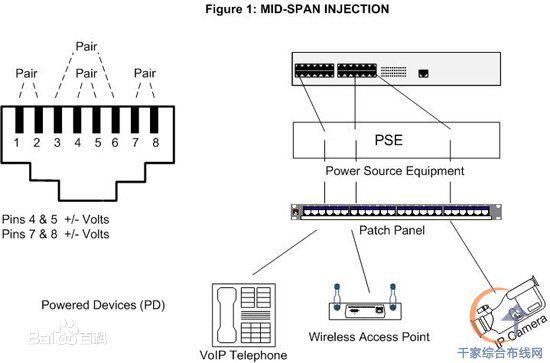 Figure 1: MID-SPAN INJECTION
Pair
Pair Pair Pair
1 2 3 4 5 6 7 8
Pins 4 & 5 +/- Volts
Pins 7 & 8 +/- Volts
PSE
Power Source Equipment
Patch Panel
Powered Devices (PD)
VoIP Telephone
Wireless Access Point
IP Camera
Bai百科
千家综合布线网